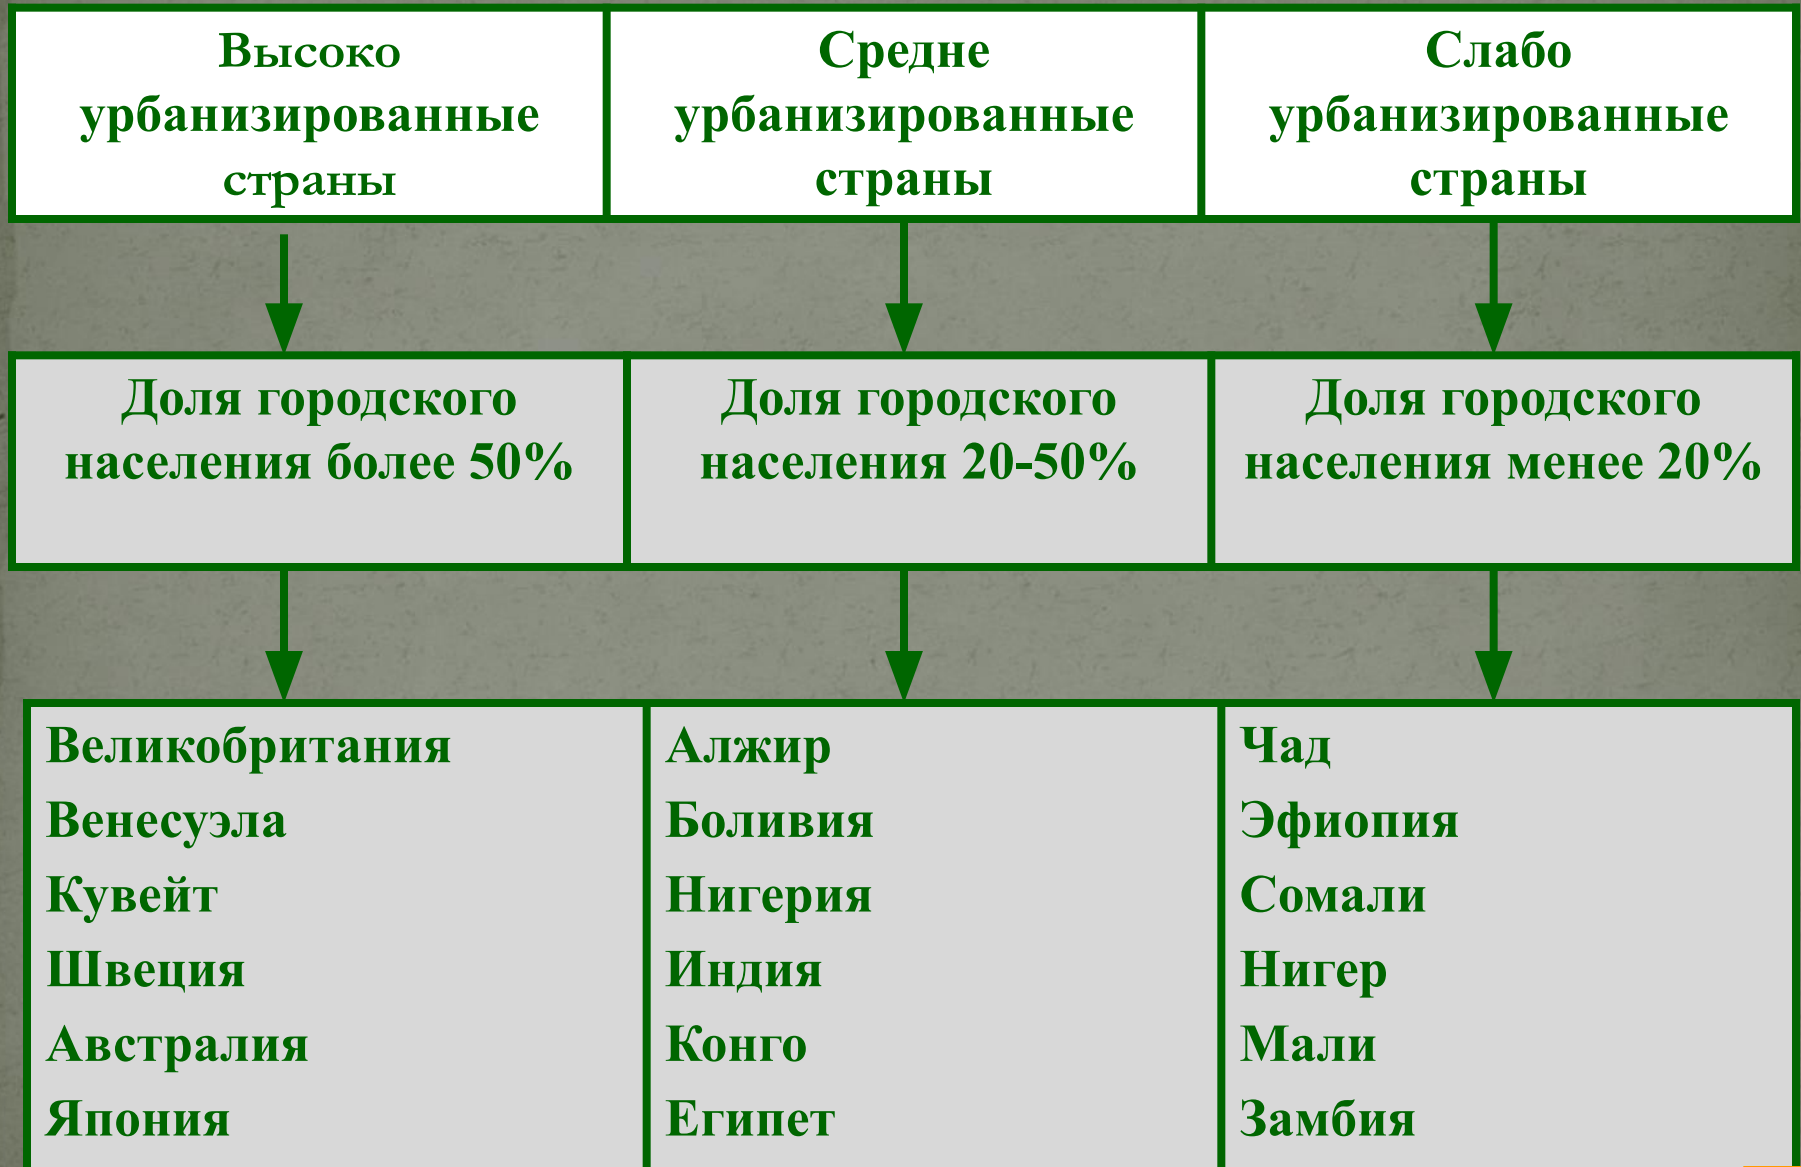 Высоко
урбанизированные
страны
Средне
урбанизированные
страны
Слабо
урбанизированные
страны
Доля городского
населения более 50%
Доля городского
населения 20-50%
Доля городского
населения менее 20%
Великобритания
Венесуэла
Кувейт
Швеция
Австралия
Япония
Алжир
Боливия
Нигерия
Индия
Конго
Египет
Чад
Эфиопия
Сомали
Нигер
Мали
Замбия